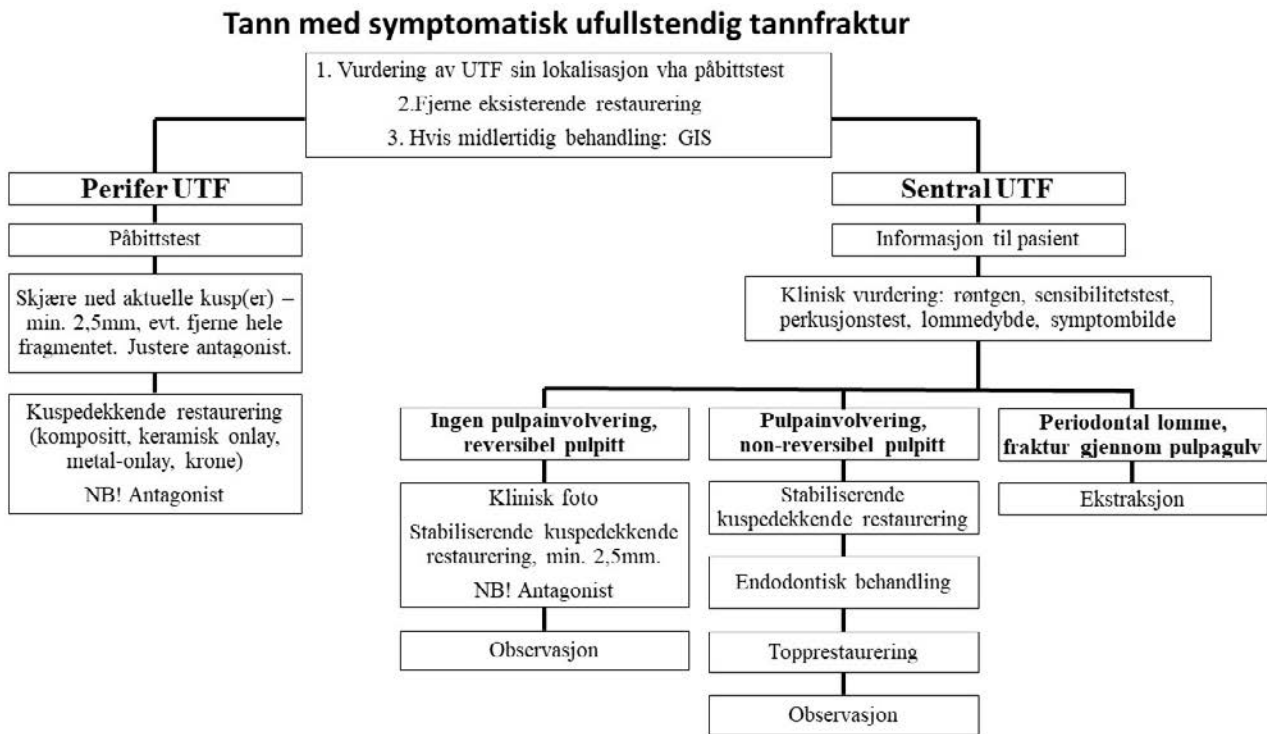 Tann med symptomatisk ufullstendig tannfraktur
1. Vurdering av UTF sin lokalisasjon vha påbittstest
2.Fjerne eksisterende restaurering
3. Hvis midlertidig behandling: GIS
Perifer UTF
Påbittstest
Skjære ned aktuelle kusp(er) –
min. 2,5mm, evt. fjerne hele
fragmentet. Justere antagonist.
Kuspedekkende restaurering
(kompositt, keramisk onlay,
metal-onlay, krone)
NB! Antagonist
Sentral UTF
Informasjon til pasient
Klinisk vurdering: røntgen, sensibilitetstest,
perkusjonstest, lommedybde, symptombilde
Ingen pulpainvolvering,
reversibel pulpitt
Klinisk foto
Stabiliserende kuspedekkende
restaurering, min. 2,5mm.
NB! Antagonist
Observasjon
Pulpainvolvering,
non-reversibel pulpitt
Stabiliserende
kuspedekkende restaurering
Endodontisk behandling
Topprestaurering
Observasjon
Periodontal lomme,
fraktur gjennom pulpagulv
Ekstraksjon